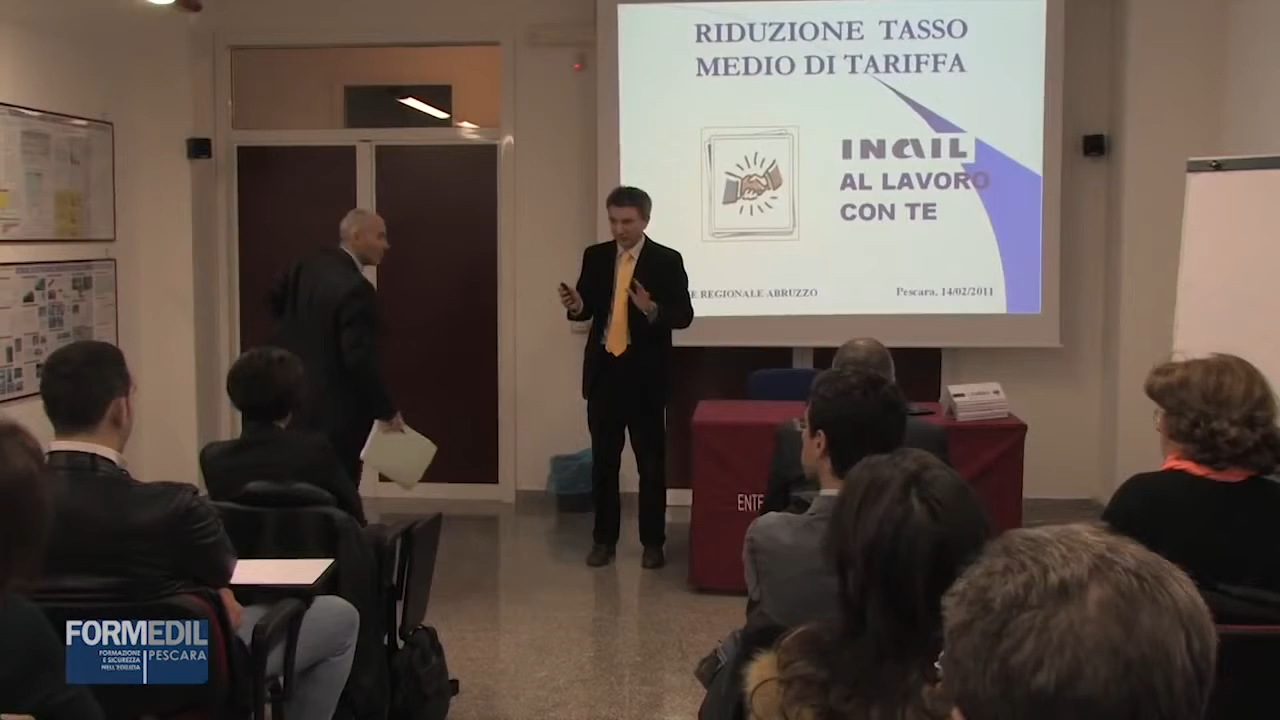 RIDUZIONE TASSO
MEDIO DI TARIFFA
INAIL
AL LAVORO
CON TE
E REGIONALE ABRUZZO
Pescara, 14/02/2011
ENTE
FORMEDIL
FORMAZIONE
E SICUREZZA
NELL'EDILIZIA
PESCARA